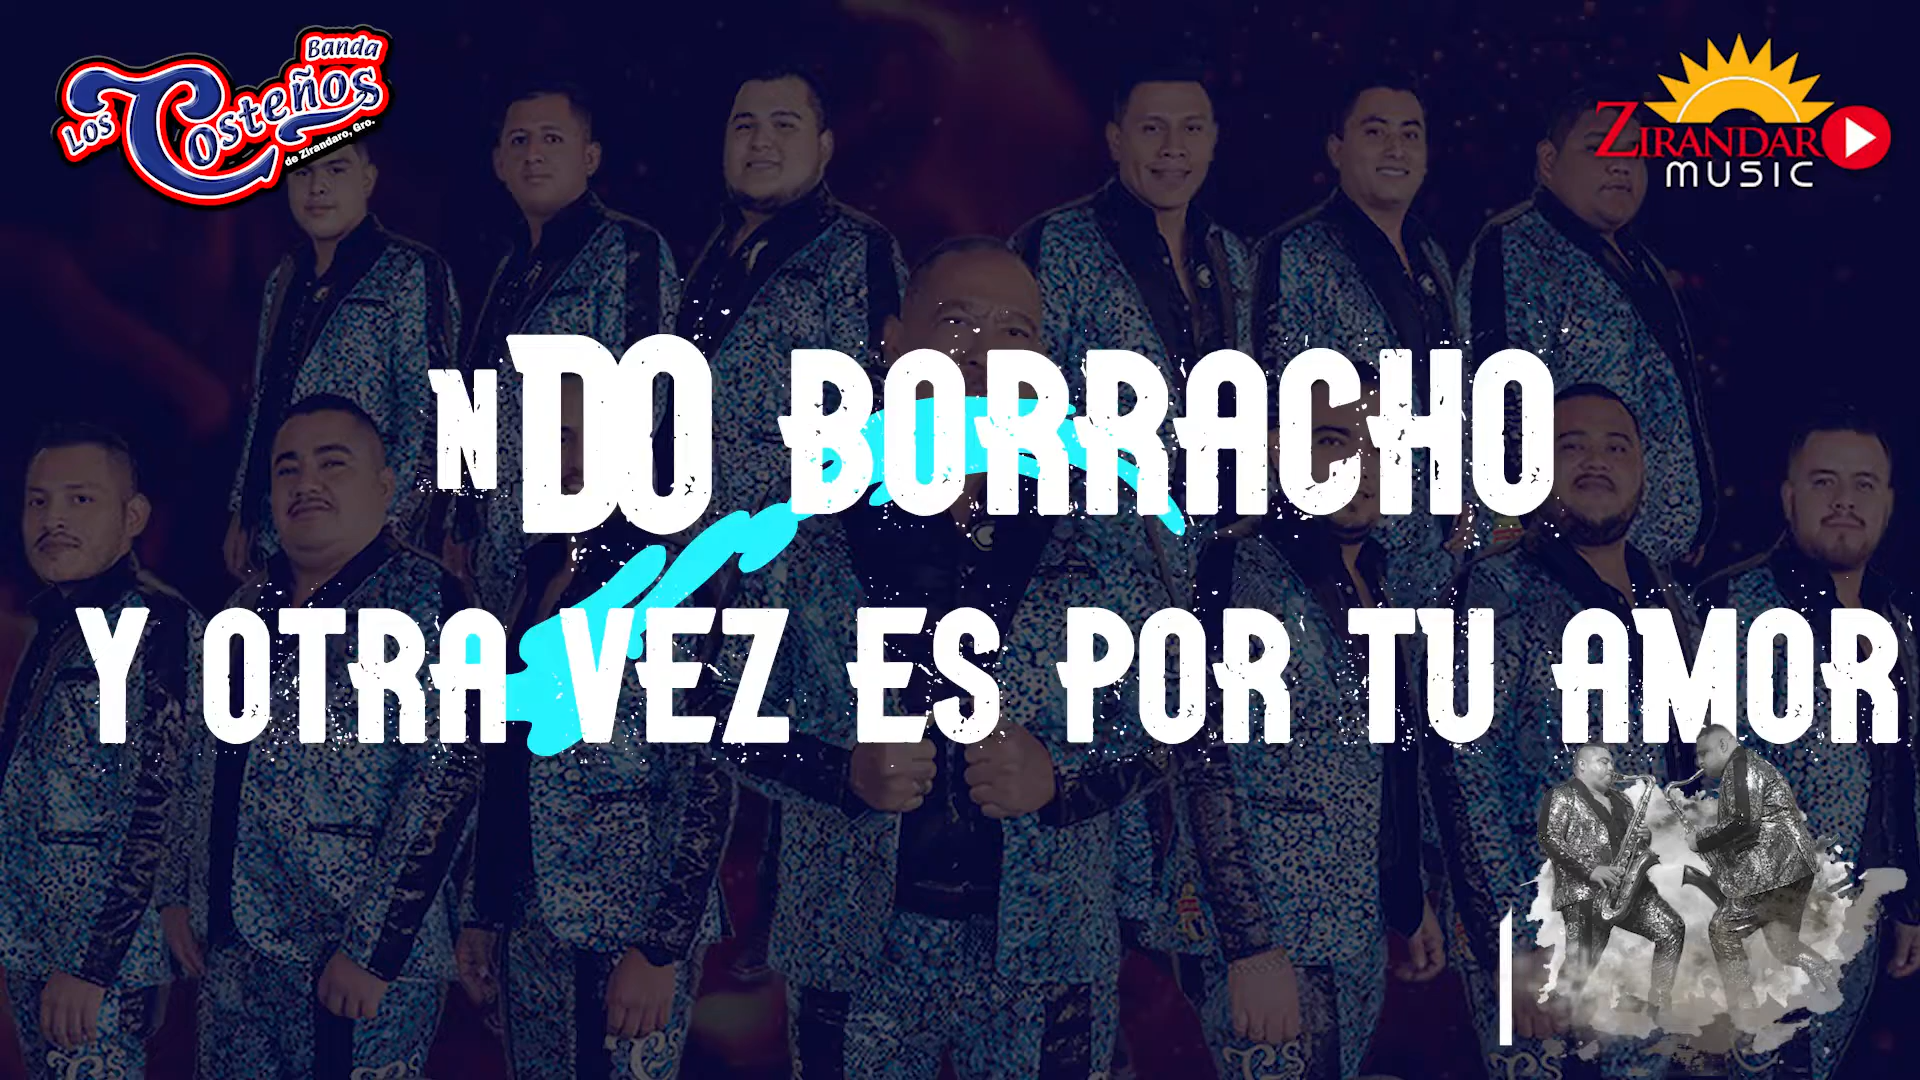 Banda
Los Costeños
de Zirandaro, Gro.
ZIRANDARO
MUSIC
NDO BORRACHO
Y OTRA VEZ ES POR TU AMOR